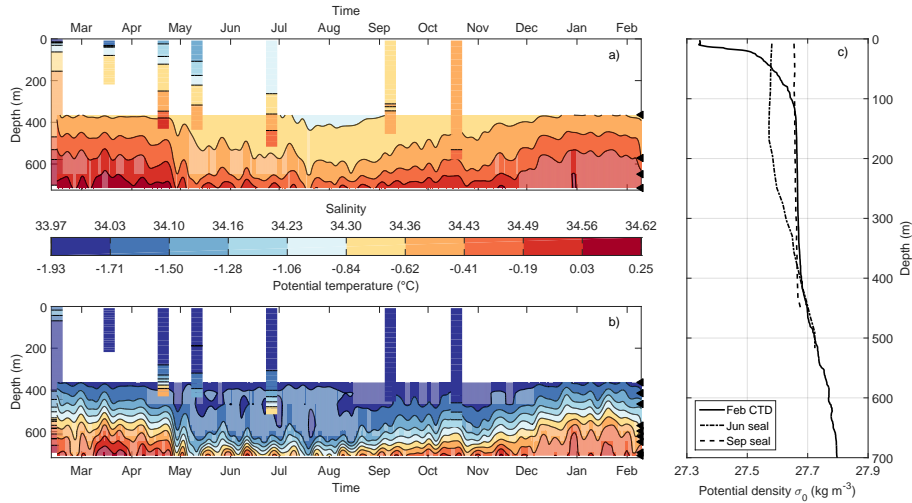 Time
Mar Apr May Jun Jul Aug Sep Oct Nov Dec Jan Feb
a)
Depth (m)
0
200
400
600
Salinity
33.97 34.03 34.10 34.16 34.23 34.30 34.36 34.43 34.49 34.56 34.62
-1.93 -1.71 -1.50 -1.28 -1.06 -0.84 -0.62 -0.41 -0.19 0.03 0.25
Potential temperature (°C)
b)
Depth (m)
0
200
400
600
Mar Apr May Jun Jul Aug Sep Oct Nov Dec Jan Feb
Time
c)
0
100
200
300
400
500
600
700
Depth (m)
Feb CTD
Jun seal
Sep seal
27.3 27.5 27.7 27.9
Potential density σ0 (kg m-3)